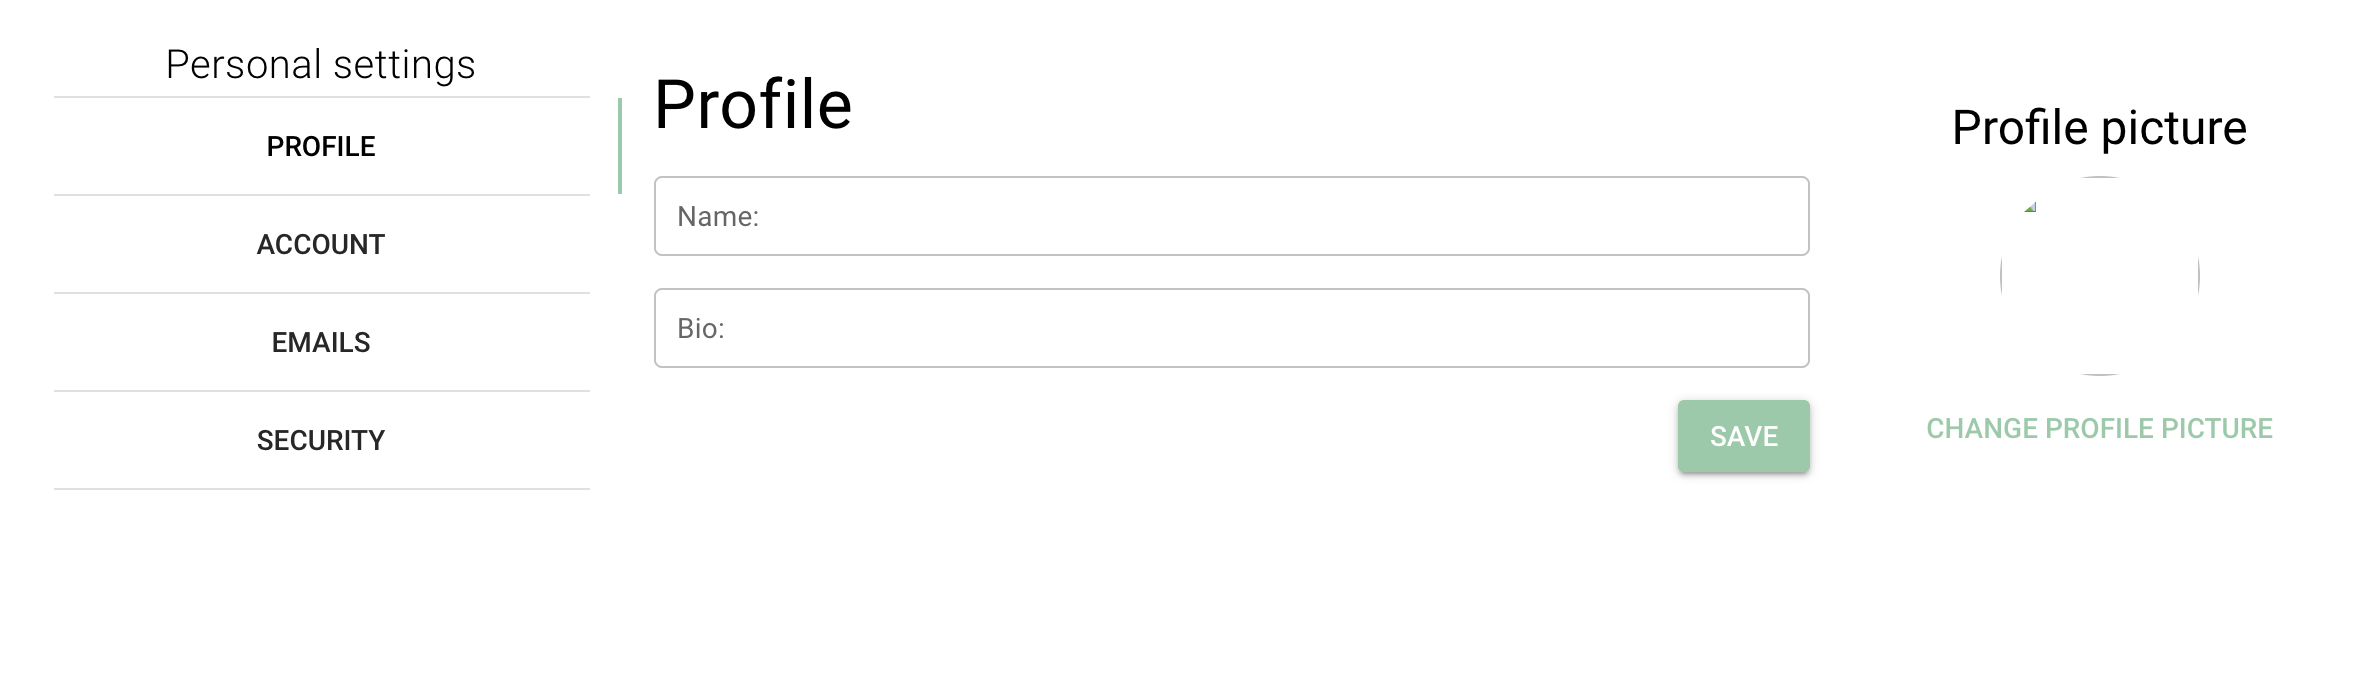 Personal settings
PROFILE
ACCOUNT
EMAILS
SECURITY
Profile
Name:
Bio:
SAVE
Profile picture
CHANGE PROFILE PICTURE